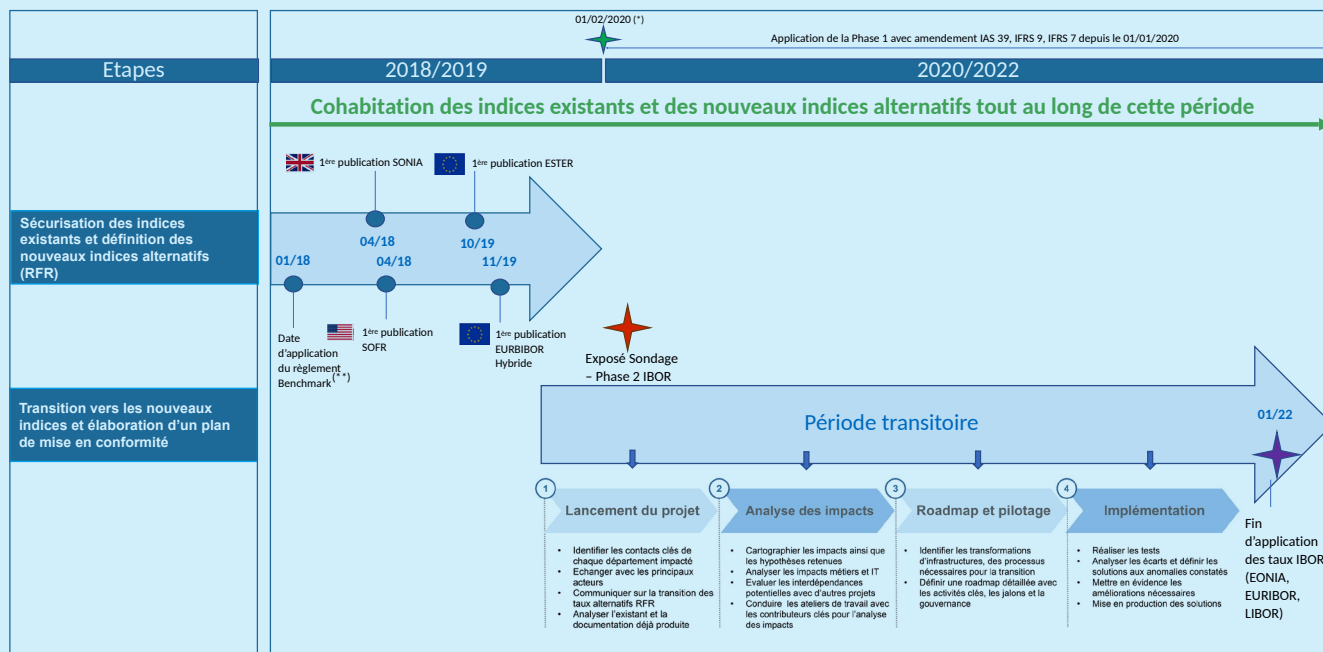 01/02/2020 (*)
Application de la Phase 1 avec amendement IAS 39, IFRS 9, IFRS 7 depuis le 01/01/2020
Etapes
2018/2019
2020/2022
Cohabitation des indices existants et des nouveaux indices alternatifs tout au long de cette période
1ère publication SONIA
1ère publication ESTER
Sécurisation des indices
existants et définition des
nouveaux indices alternatifs
(RFR)
04/18
10/19
01/18
04/18
11/19
Date
d'application
du règlement
Benchmark(**)
1ère publication
SOFR
1ère publication
EURBIBOR
Hybride
Exposé Sondage
– Phase 2 IBOR
Transition vers les nouveaux
indices et élaboration d'un plan
de mise en conformité
Période transitoire
01/22
1
Lancement du projet
• Identifier les contacts clés de
chaque département impacté
• Echanger avec les principaux
acteurs
• Communiquer sur la transition des
taux alternatifs RFR
• Analyser l'existant et la
documentation déjà produite
2
Analyse des impacts
• Cartographier les impacts ainsi que
les hypothèses retenues
• Analyser les impacts métiers et IT
• Evaluer les interdépendances
potentielles avec d'autres projets
• Conduire les ateliers de travail avec
les contributeurs clés pour l'analyse
des impacts
3
Roadmap et pilotage
• Identifier les transformations
d'infrastructures, des processus
nécessaires pour la transition
• Définir une roadmap détaillée avec
les activités clés, les jalons et la
gouvernance
4
Implémentation
• Réaliser les tests
• Analyser les écarts et définir les
solutions aux anomalies constatés
• Mettre en évidence les
améliorations nécessaires
• Mise en production des solutions
Fin
d'application
des taux IBOR
(EONIA,
EURIBOR,
LIBOR)